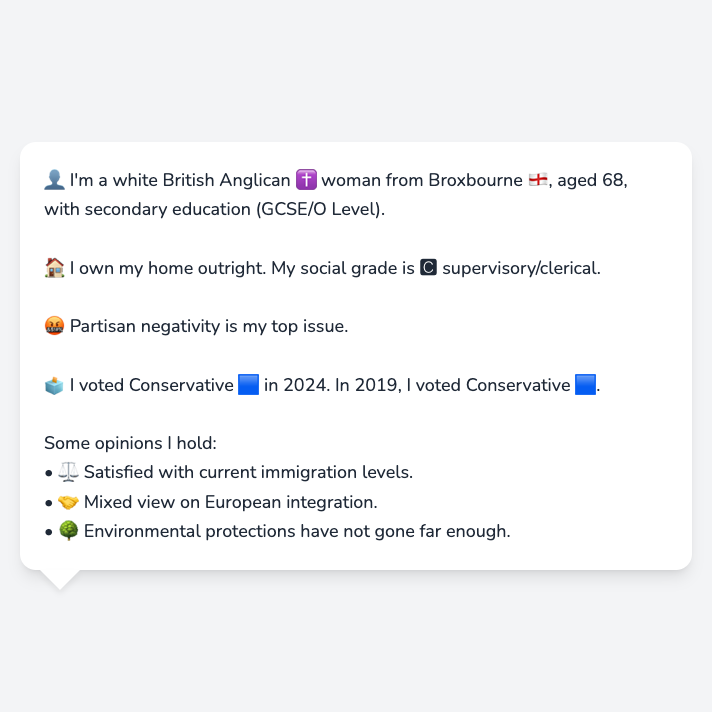 👤 I'm a white British Anglican ✝️ woman from Broxbourne 🏴󠁧󠁢󠁥󠁮󠁧󠁿, aged 68,
with secondary education (GCSE/O Level).
🏠 I own my home outright. My social grade is 🅲 supervisory/clerical.
🤬 Partisan negativity is my top issue.
🗳️ I voted Conservative 🟦 in 2024. In 2019, I voted Conservative 🟦.
Some opinions I hold:
• ⚖️ Satisfied with current immigration levels.
• 🤝 Mixed view on European integration.
• 🌳 Environmental protections have not gone far enough.